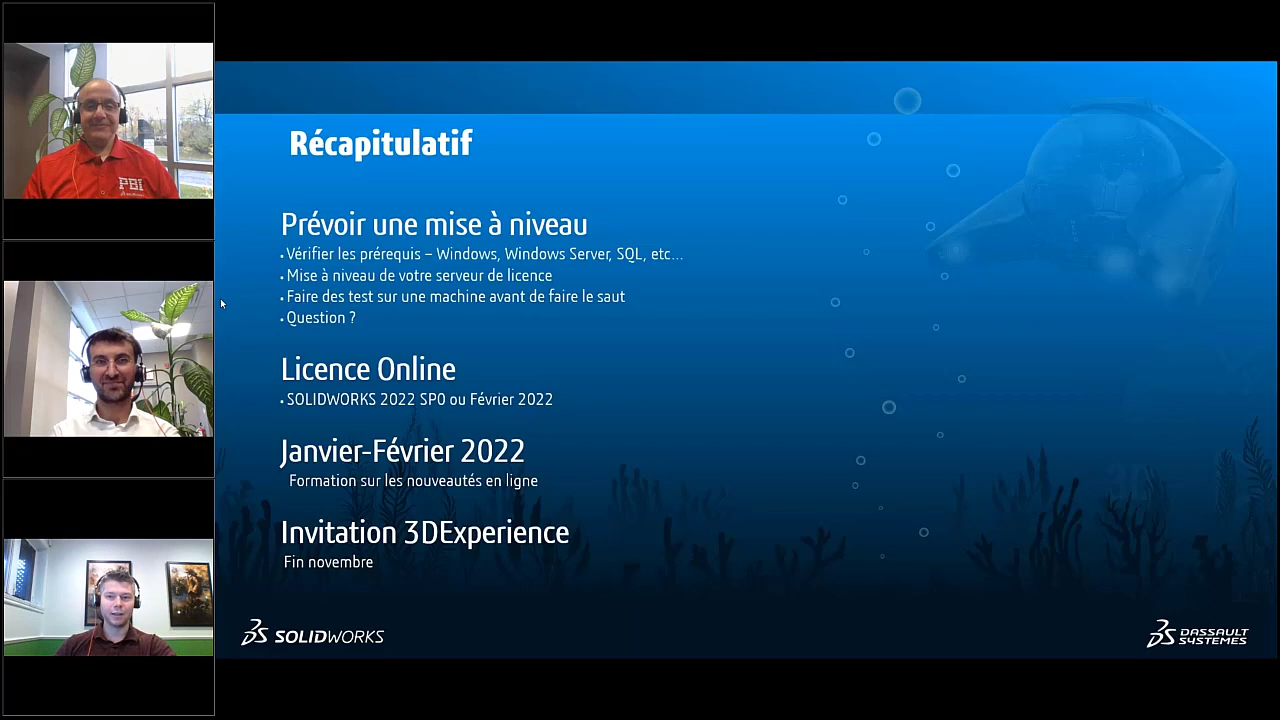 PBI
Récapitulatif
Prévoir une mise à niveau
• Vérifier les prérequis – Windows, Windows Server, SQL, etc...
• Mise à niveau de votre serveur de licence
• Faire des test sur une machine avant de faire le saut
• Question ?
Licence Online
• SOLIDWORKS 2022 SP0 ou Février 2022
Janvier-Février 2022
Formation sur les nouveautés en ligne
Invitation 3DExperience
Fin novembre
SOLIDWORKS
DASSAULT
SYSTEMES